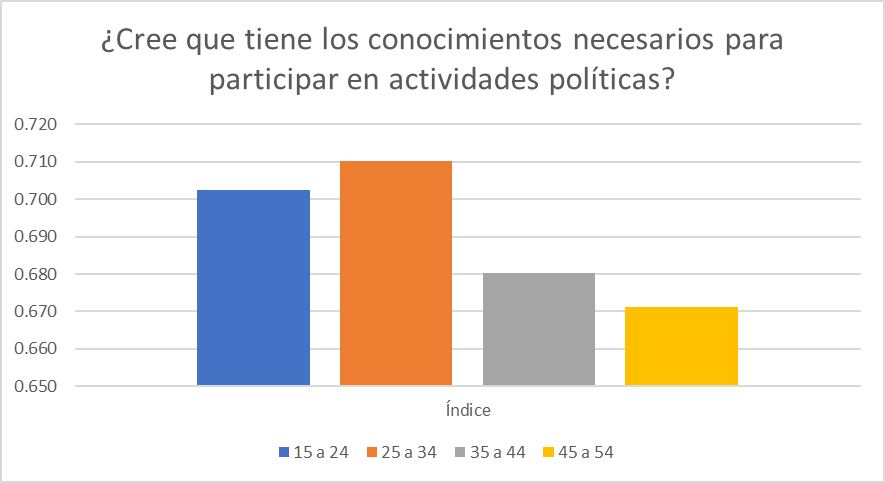 ¿Cree que tiene los conocimientos necesarios para
participar en actividades políticas?
0.720
0.710
0.700
0.690
0.680
0.670
0.660
0.650
Índice
15 a 24 25 a 34 35 a 44 45 a 54